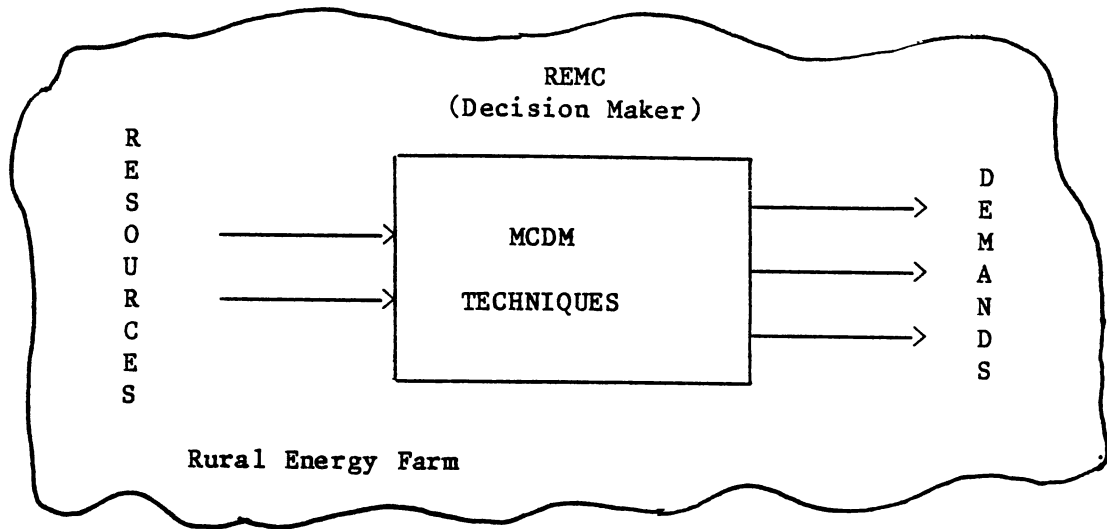 REMC
(Decision Maker)
RESOURCES
MCDM
TECHNIQUES
DEMANDS
Rural Energy Farm